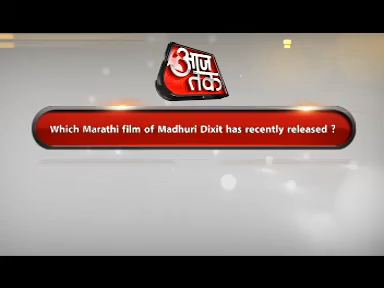 आज
तक
Which Marathi film of Madhuri Dixit has recently released ?